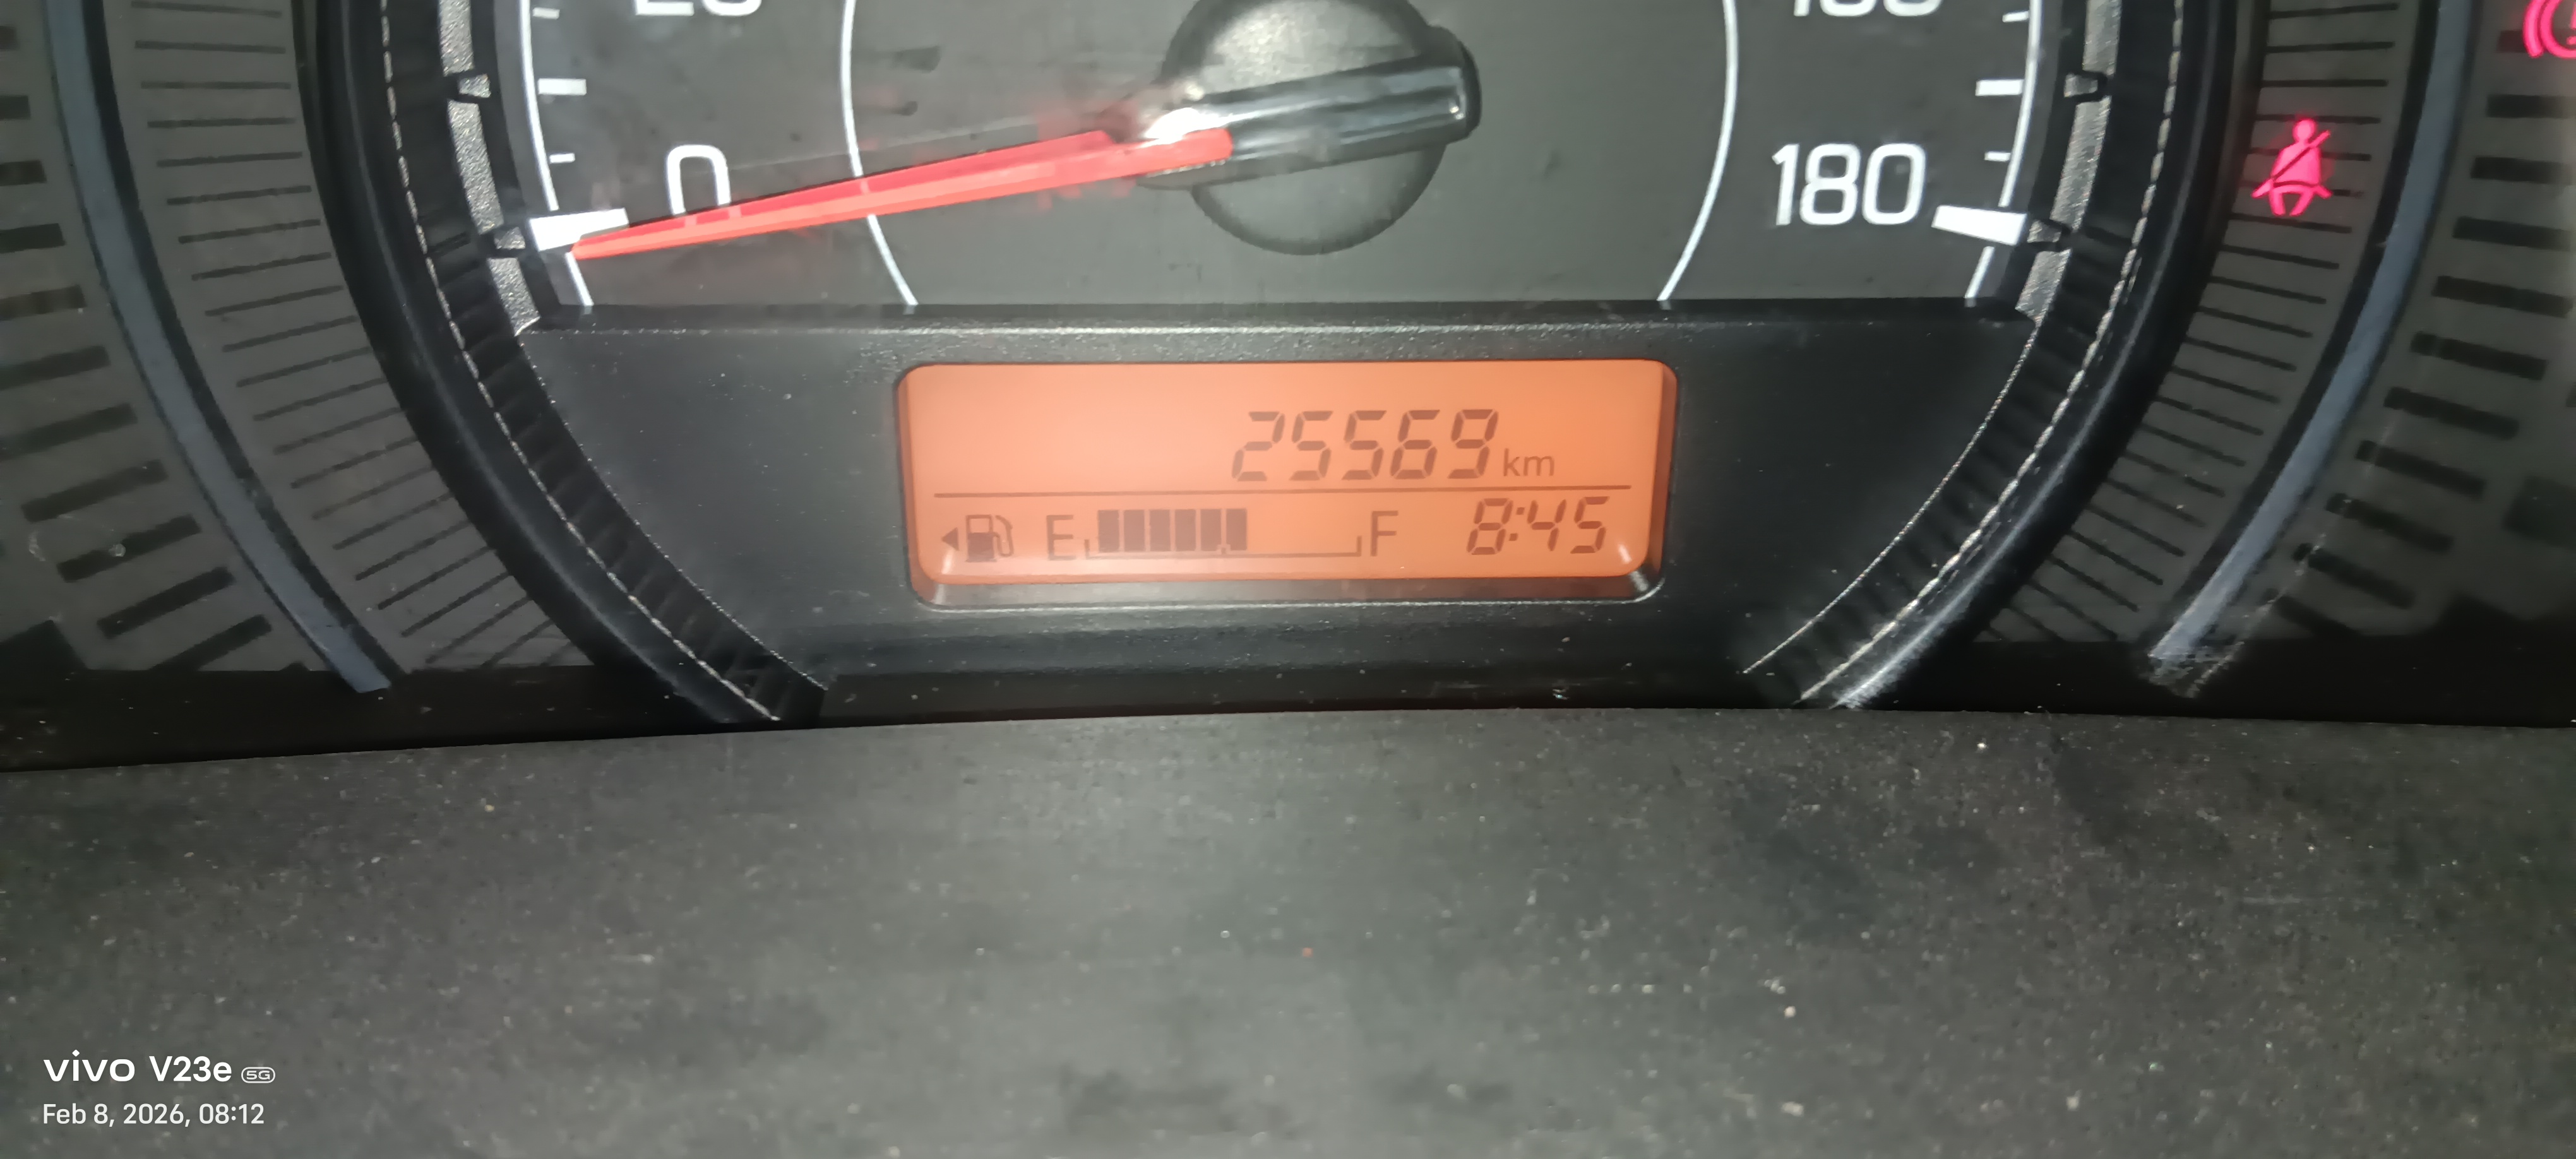 0
180
25569 km
E F 8:45
vivo V23e 5G
Feb 8, 2026, 08:12